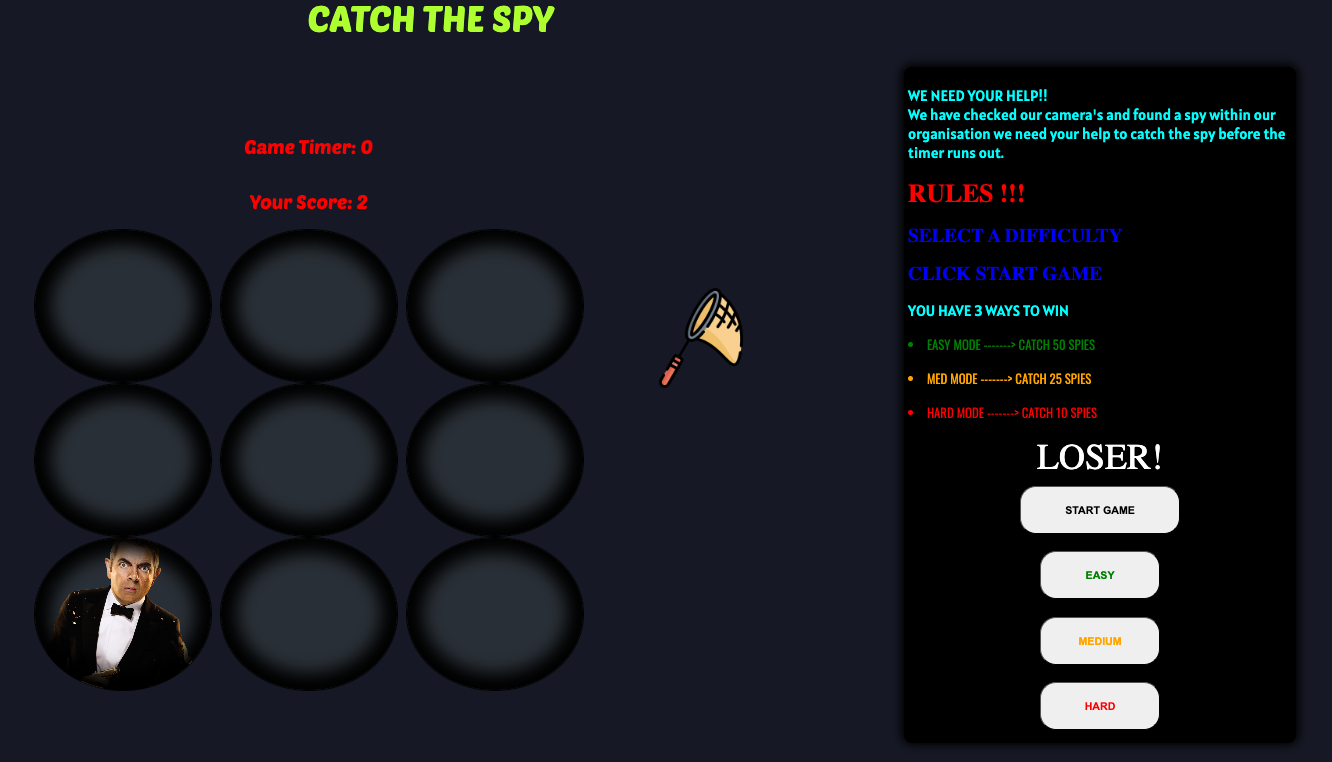 CATCH THE SPY
Game Timer: 0
Your Score: 2
WE NEED YOUR HELP!!
We have checked our camera's and found a spy within our
organisation we need your help to catch the spy before the
timer runs out.
RULES !!!
SELECT A DIFFICULTY
CLICK START GAME
YOU HAVE 3 WAYS TO WIN
• EASY MODE -------> CATCH 50 SPIES
• MED MODE -------> CATCH 25 SPIES
• HARD MODE -------> CATCH 10 SPIES
LOSER!
START GAME
EASY
MEDIUM
HARD